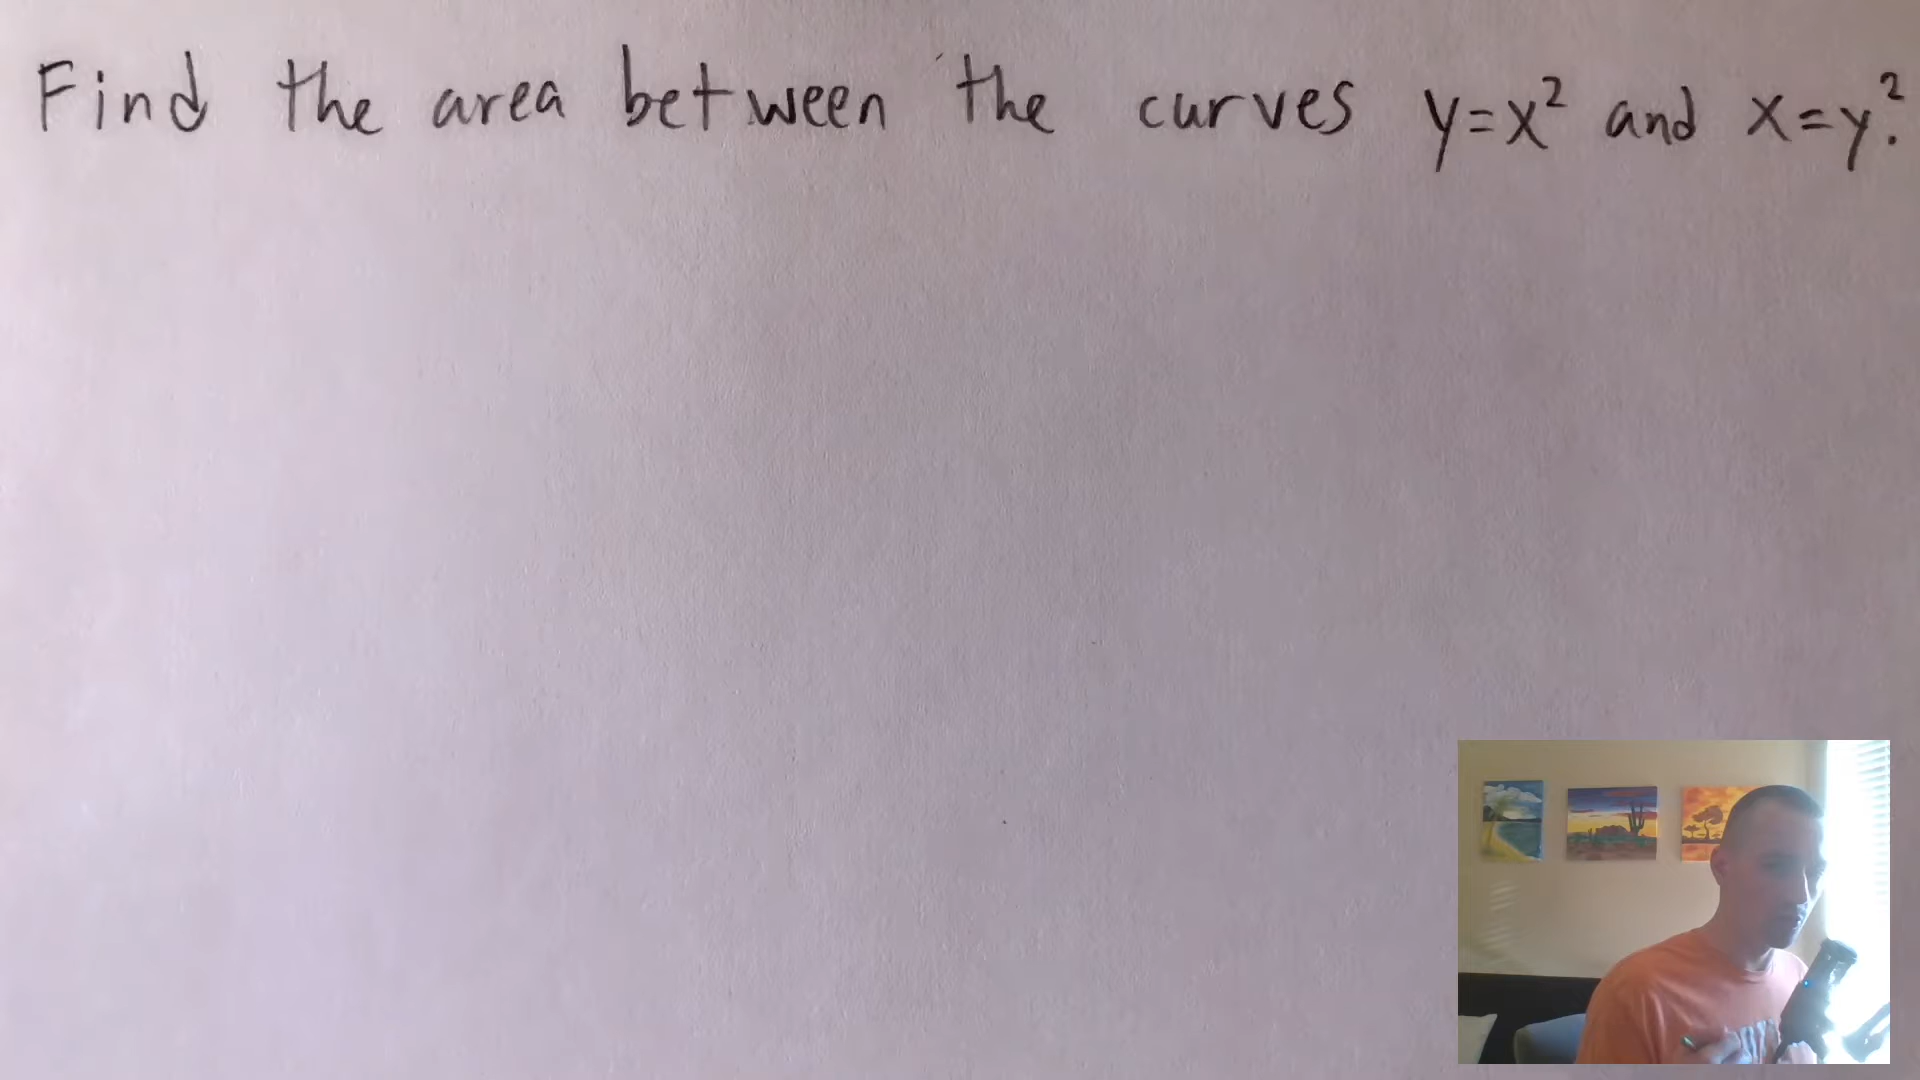 Find the area between the curves y=x² and x=y².